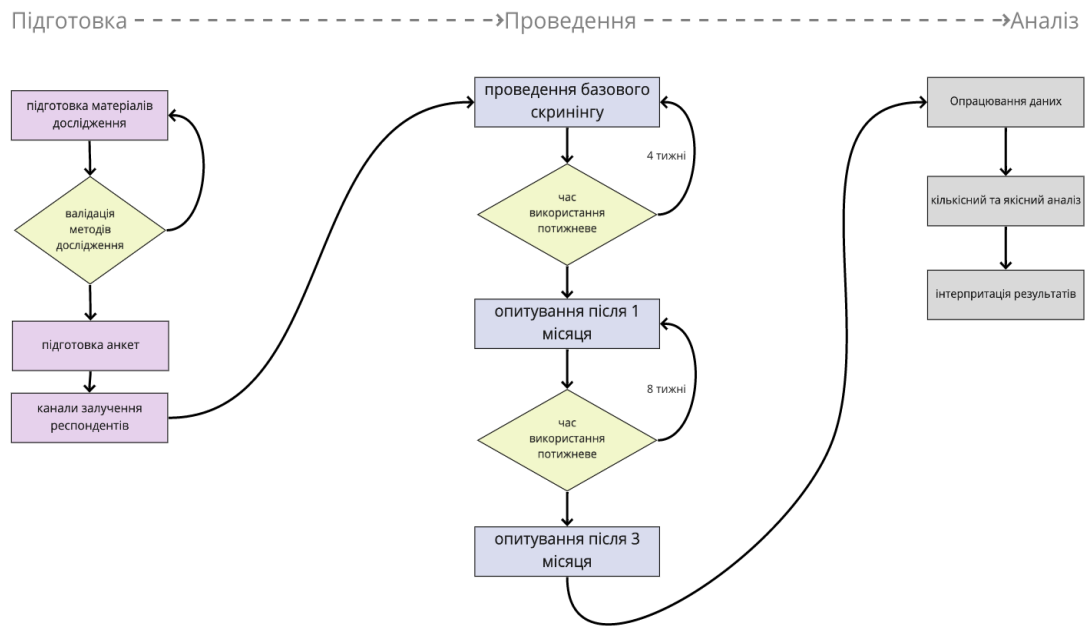 Підготовка
Проведення
Аналіз
підготовка матеріалів
дослідження
валідація
методів
дослідження
підготовка анкет
канали залучення
респондентів
проведення базового
скринінгу
4 тижні
час
використання
потижневе
опитування після 1
місяця
8 тижні
час
використання
потижневе
опитування після 3
місяця
Опрацювання даних
кількісний та якісний аналіз
інтерпритація результатів